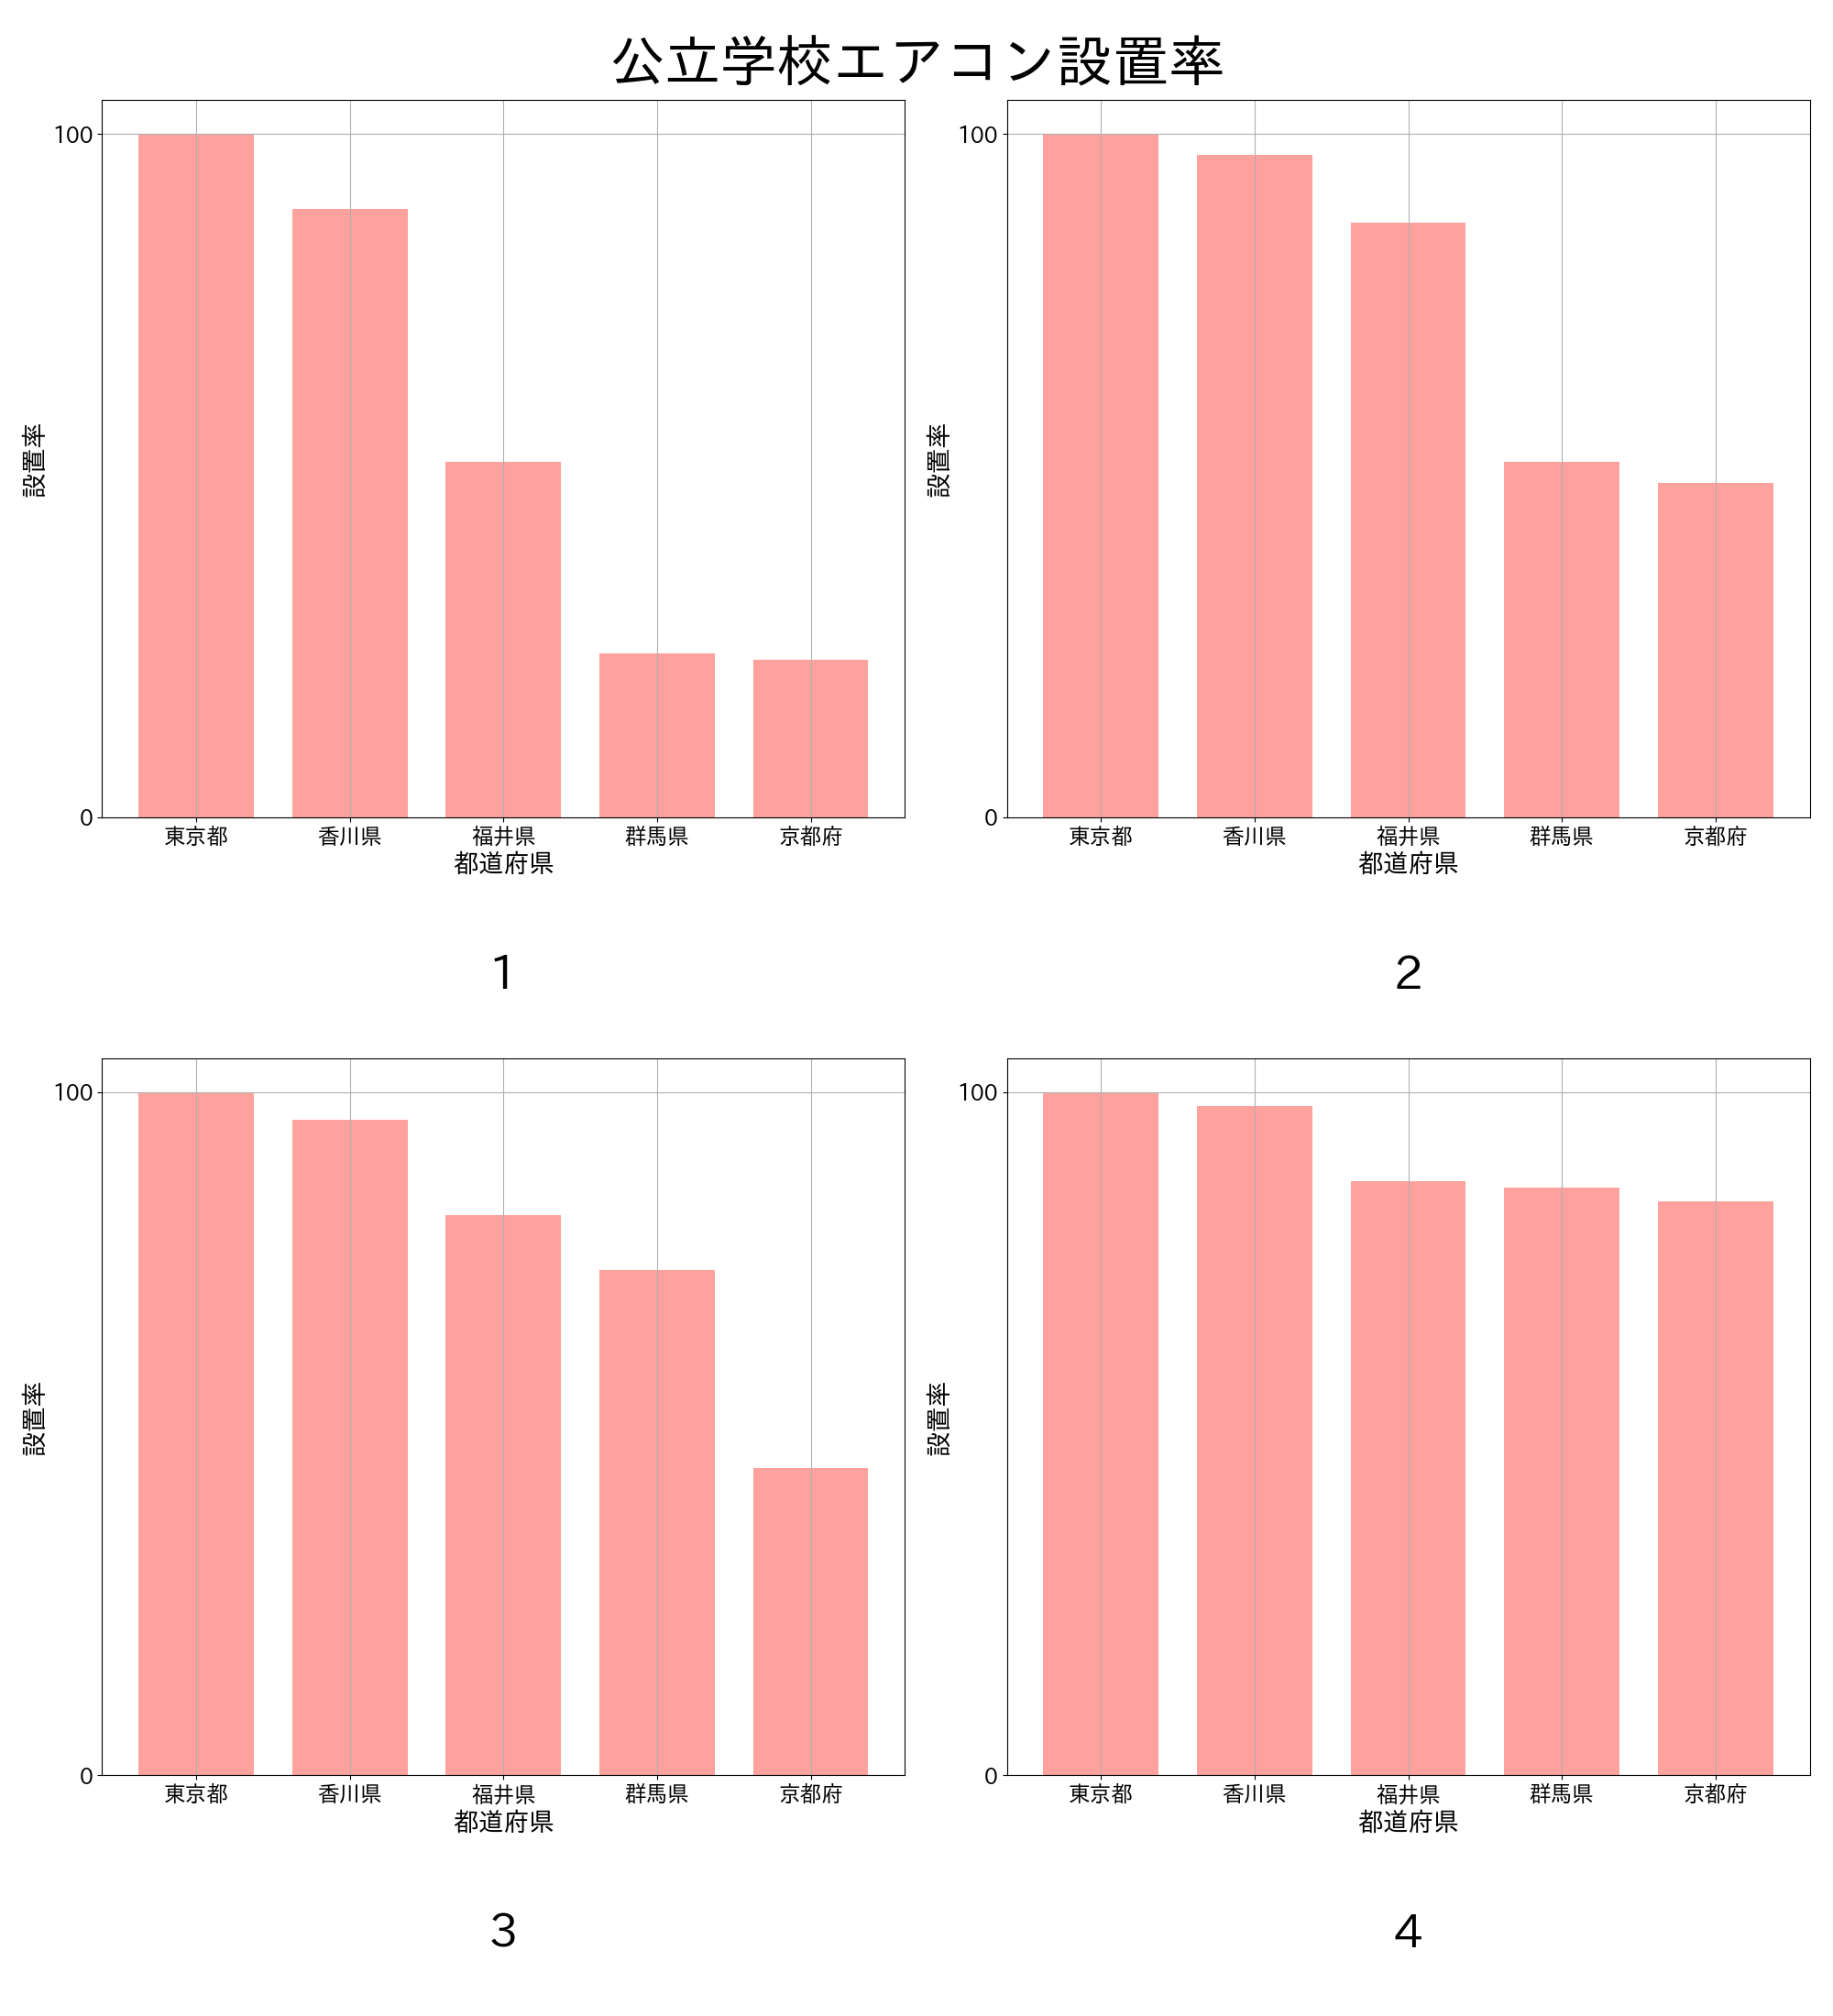 公立学校エアコン設置率
100
0
設置率
東京都 香川県 福井県 群馬県 京都府
都道府県
1
100
0
設置率
東京都 香川県 福井県 群馬県 京都府
都道府県
2
100
0
設置率
東京都 香川県 福井県 群馬県 京都府
都道府県
3
100
0
設置率
東京都 香川県 福井県 群馬県 京都府
都道府県
4